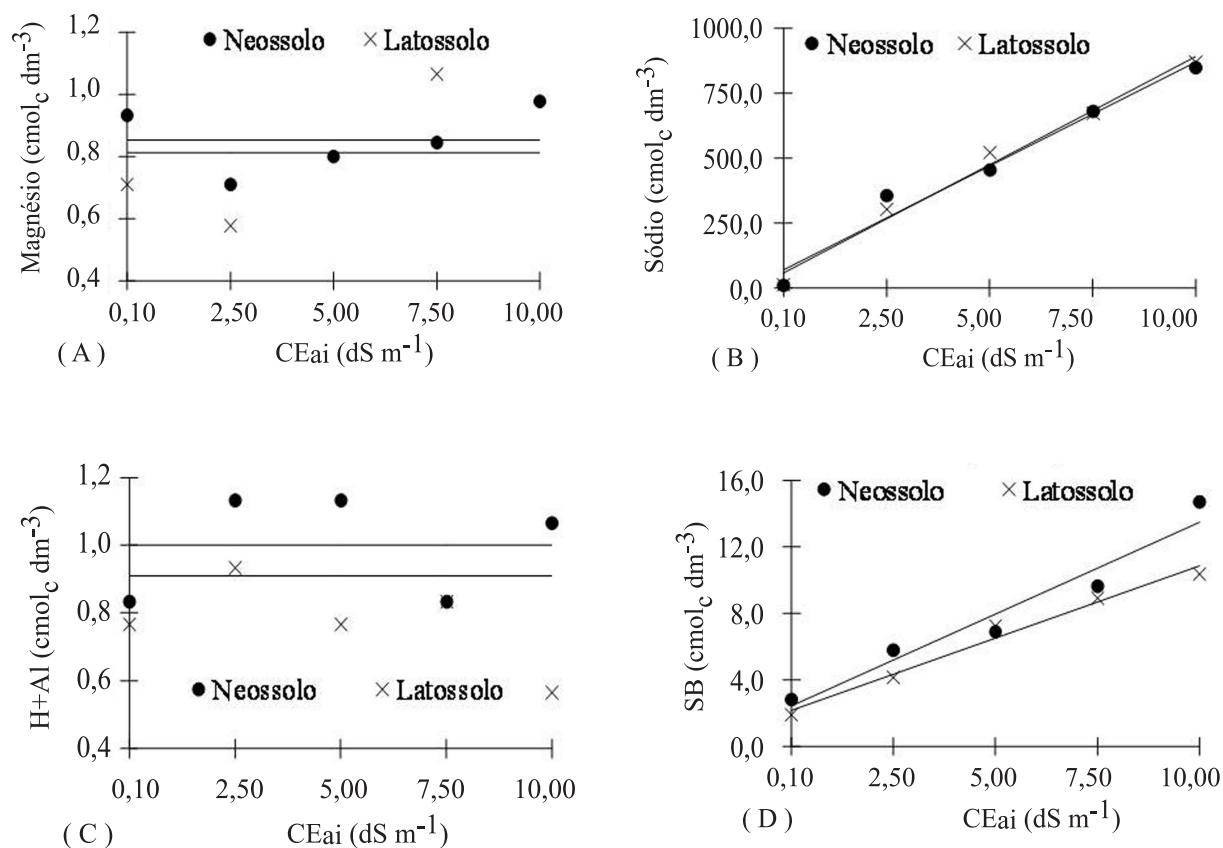 1,2
1,0
0,8
0,6
0,4
Magnésio (cmolc dm-3)
Neossolo Latossolo
0,10 2,50 5,00 7,50 10,00
CEai (dS m-1)
( A )
1000,0
750,0
500,0
250,0
0,0
Sódio (cmolc dm-3)
Neossolo Latossolo
0,10 2,50 5,00 7,50 10,00
CEai (dS m-1)
( B )
1,2
1,0
0,8
0,6
0,4
H+Al (cmolc dm-3)
Neossolo Latossolo
0,10 2,50 5,00 7,50 10,00
CEai (dS m-1)
( C )
16,0
12,0
8,0
4,0
0,0
SB (cmolc dm-3)
Neossolo Latossolo
0,10 2,50 5,00 7,50 10,00
CEai (dS m-1)
( D )